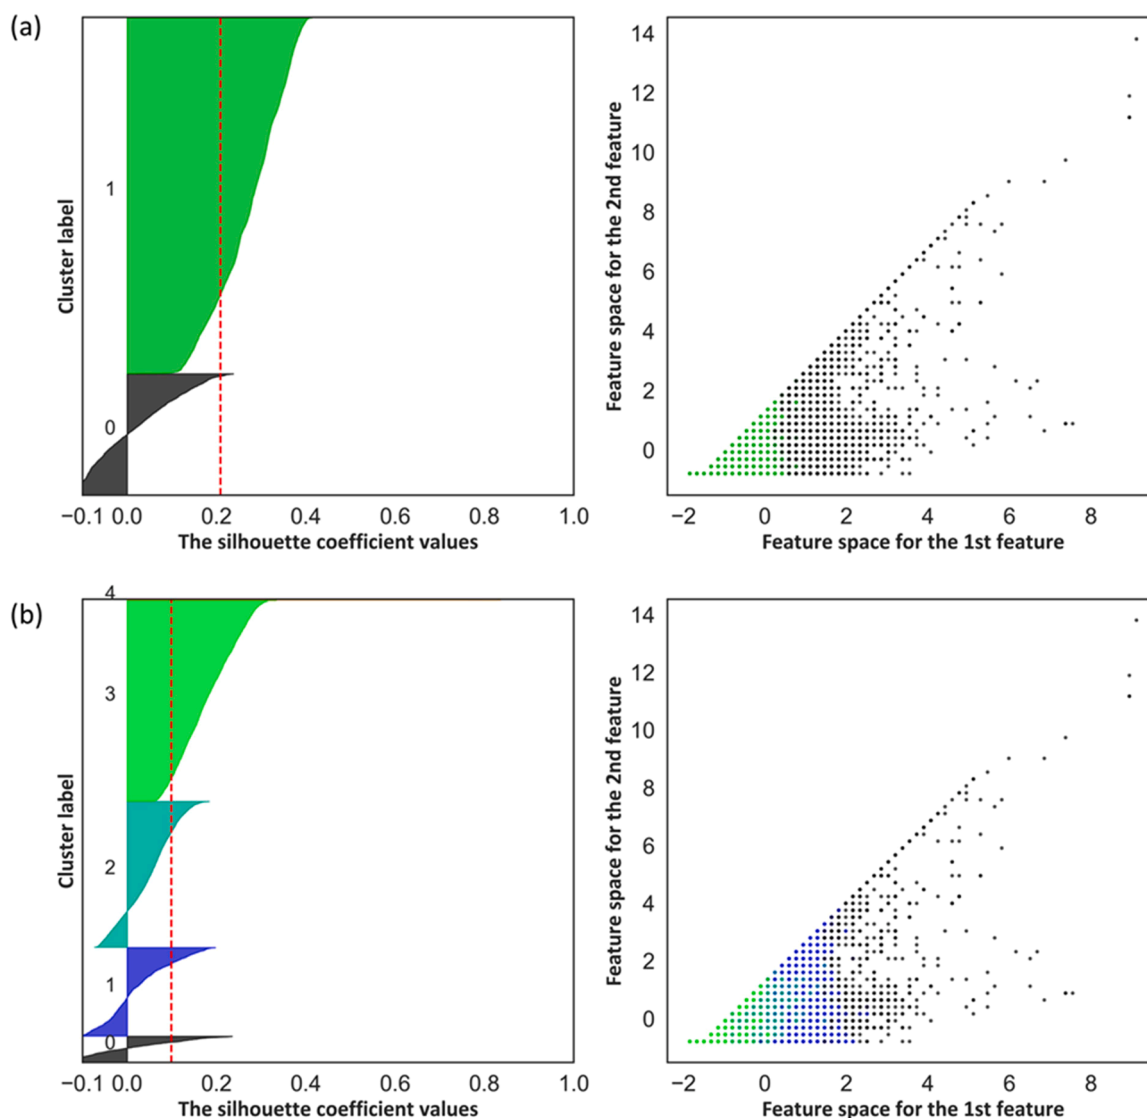 (a)
Cluster label
1
0
−0.1 0.0 0.2 0.4 0.6 0.8 1.0
The silhouette coefficient values
Feature space for the 2nd feature
14
12
10
8
6
4
2
0
−2 0 2 4 6 8
Feature space for the 1st feature
(b)
Cluster label
4
3
2
1
0
−0.1 0.0 0.2 0.4 0.6 0.8 1.0
The silhouette coefficient values
Feature space for the 2nd feature
14
12
10
8
6
4
2
0
−2 0 2 4 6 8
Feature space for the 1st feature